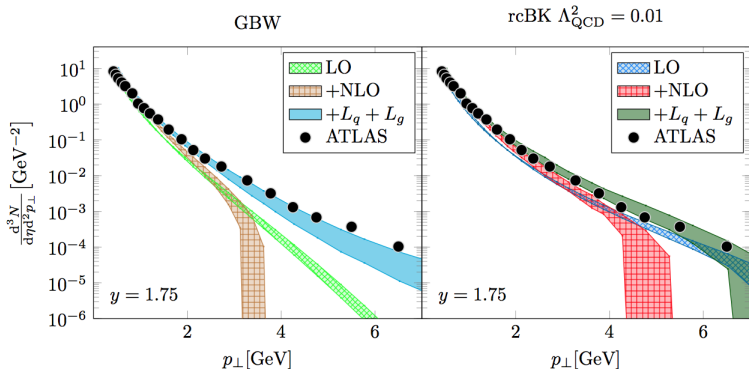 GBW
rcBK Λ²_QCD = 0.01
d³N/dηd²p⊥ [GeV⁻²]
10¹
10⁰
10⁻¹
10⁻²
10⁻³
10⁻⁴
10⁻⁵
10⁻⁶
LO
+NLO
+L_q + L_g
ATLAS
y = 1.75
2
4
6
p⊥[GeV]
LO
+NLO
+L_q + L_g
ATLAS
y = 1.75
2
4
6
p⊥[GeV]